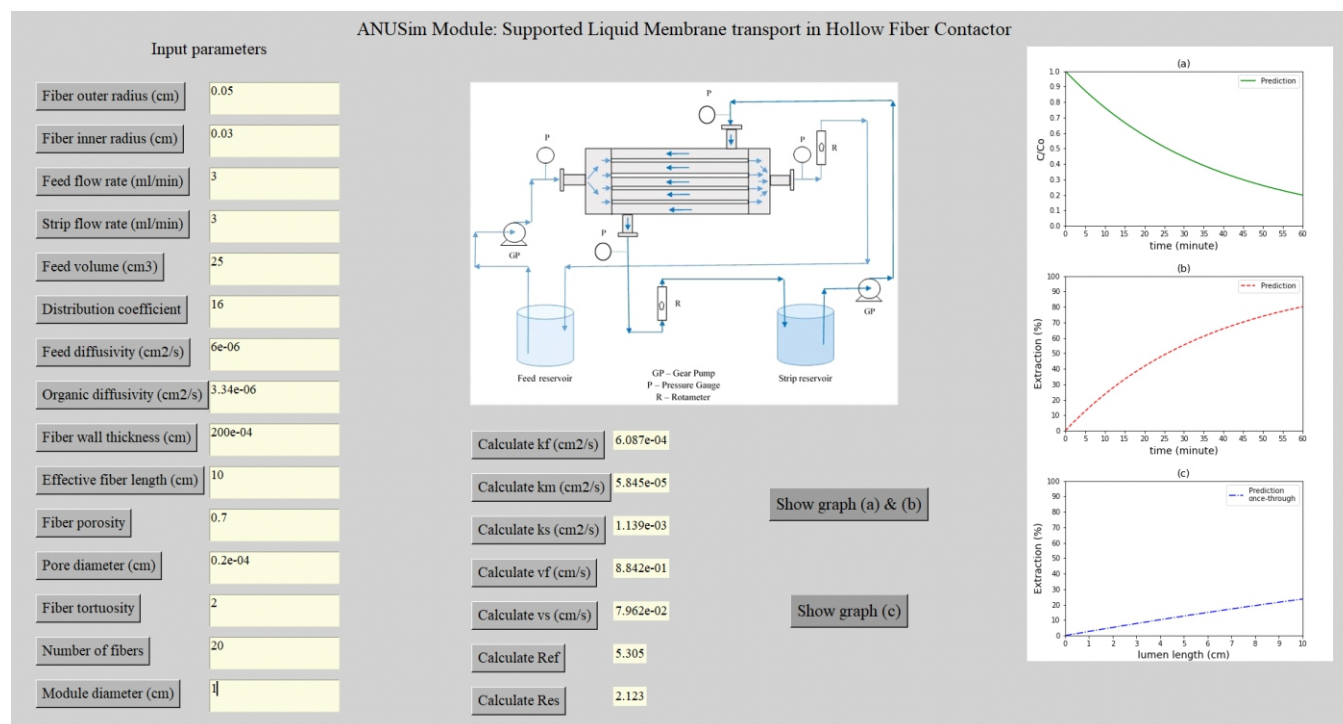 ANUSim Module: Supported Liquid Membrane transport in Hollow Fiber Contactor
Input parameters
Fiber outer radius (cm) 0.05
Fiber inner radius (cm) 0.03
Feed flow rate (ml/min) 3
Strip flow rate (ml/min) 3
Feed volume (cm3) 25
Distribution coefficient 16
Feed diffusivity (cm2/s) 6e-06
Organic diffusivity (cm2/s) 3.34e-06
Fiber wall thickness (cm) 200e-04
Effective fiber length (cm) 10
Fiber porosity 0.7
Pore diameter (cm) 0.2e-04
Fiber tortuosity 2
Number of fibers 20
Module diameter (cm) 1
P
P
P
R
P
GP
R
GP
Feed reservoir
Strip reservoir
GP – Gear Pump
P – Pressure Gauge
R – Rotameter
Calculate kf (cm2/s) 6.087e-04
Calculate km (cm2/s) 5.845e-05
Calculate ks (cm2/s) 1.139e-03
Calculate vf (cm/s) 8.842e-01
Calculate vs (cm/s) 7.962e-02
Calculate Ref 5.305
Calculate Res 2.123
Show graph (a) & (b)
Show graph (c)
(a)
Prediction
C/Co
1.0
0.9
0.8
0.7
0.6
0.5
0.4
0.3
0.2
0.1
0.0
0 5 10 15 20 25 30 35 40 45 50 55 60
time (minute)
(b)
Prediction
Extraction (%)
100
90
80
70
60
50
40
30
20
10
0
0 5 10 15 20 25 30 35 40 45 50 55 60
time (minute)
(c)
Prediction
once-through
Extraction (%)
100
90
80
70
60
50
40
30
20
10
0
0 1 2 3 4 5 6 7 8 9 10
lumen length (cm)